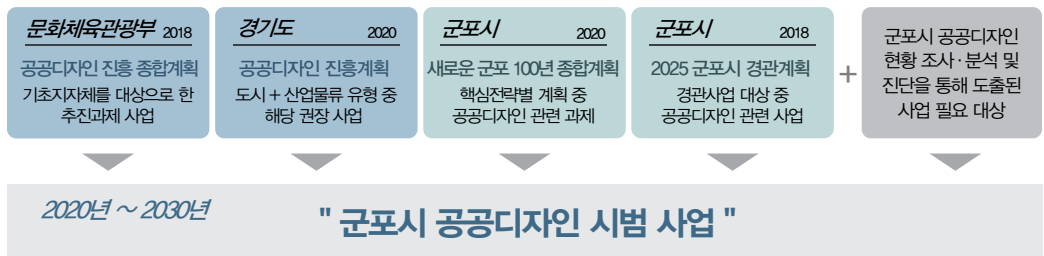 문화체육관광부 2018
공공디자인 진흥 종합계획
기초지자체를 대상으로 한
추진과제 사업
경기도 2020
공공디자인 진흥계획
도시 + 산업물류 유형 중
해당 권장 사업
군포시 2020
새로운 군포 100년 종합계획
핵심전략별 계획 중
공공디자인 관련 과제
군포시 2018
2025 군포시 경관계획
경관사업 대상 중
공공디자인 관련 사업
+
군포시 공공디자인
현황 조사·분석 및
진단을 통해 도출된
사업 필요 대상
2020년 ~ 2030년
" 군포시 공공디자인 시범 사업 "